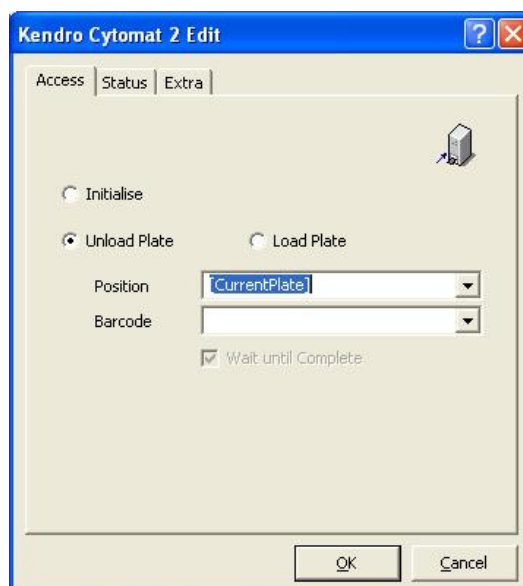 Kendro Cytomat 2 Edit
Access Status Extra
Initialise
Unload Plate Load Plate
Position [CurrentPlate]
Barcode
Wait until Complete
OK Cancel